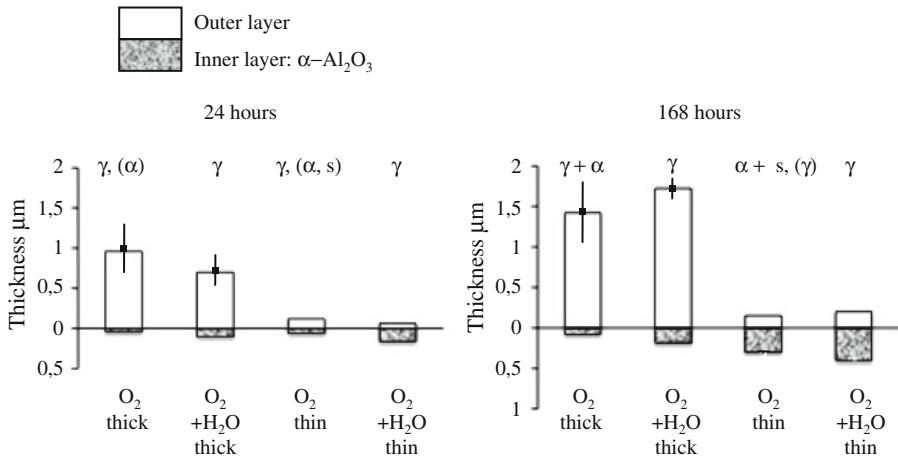 Outer layer
Inner layer: α–Al₂O₃
24 hours
γ, (α) γ γ, (α, s) γ
Thickness μm
2
1,5
1
0,5
0
0,5
O₂ thick
O₂ +H₂O thick
O₂ thin
O₂ +H₂O thin
168 hours
γ + α γ α + s, (γ) γ
Thickness μm
2
1,5
1
0,5
0
0,5
1
O₂ thick
O₂ +H₂O thick
O₂ thin
O₂ +H₂O thin